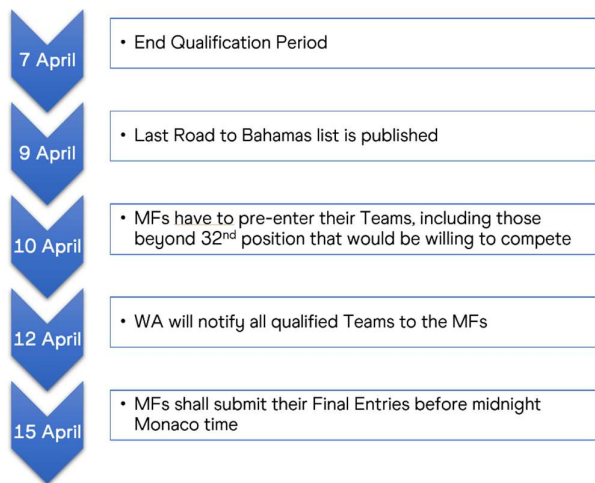 7 April
• End Qualification Period
9 April
• Last Road to Bahamas list is published
10 April
• MFs have to pre-enter their Teams, including those
beyond 32nd position that would be willing to compete
12 April
• WA will notify all qualified Teams to the MFs
15 April
• MFs shall submit their Final Entries before midnight
Monaco time